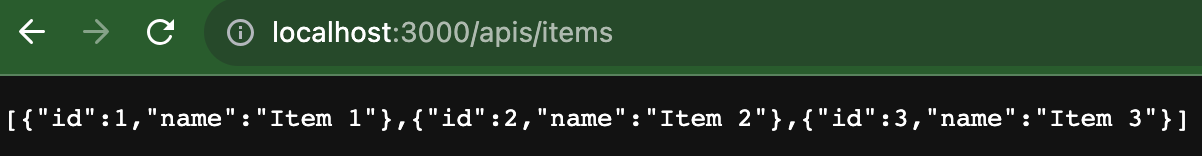 localhost:3000/apis/items
[{"id":1,"name":"Item 1"},{"id":2,"name":"Item 2"},{"id":3,"name":"Item 3"}]